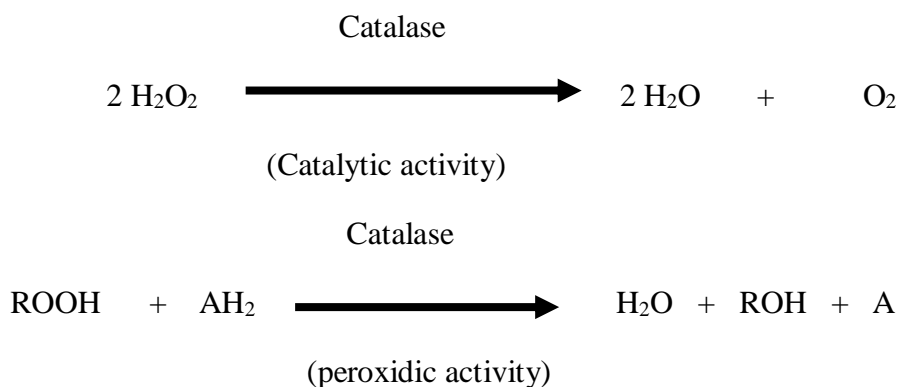 Catalase
2 H₂O₂ 2 H₂O + O₂
(Catalytic activity)
Catalase
ROOH + AH₂ H₂O + ROH + A
(peroxidic activity)